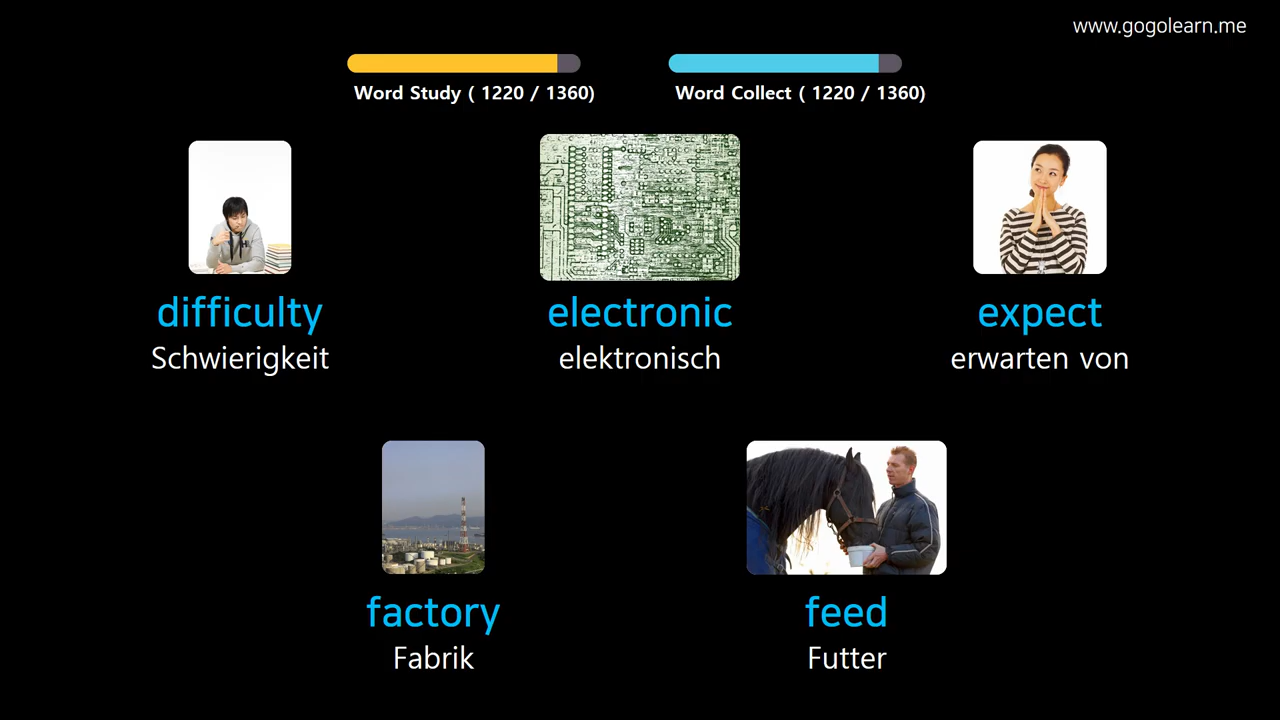 www.gogolearn.me
Word Study ( 1220 / 1360)
Word Collect ( 1220 / 1360)
difficulty
Schwierigkeit
electronic
elektronisch
expect
erwarten von
factory
Fabrik
feed
Futter